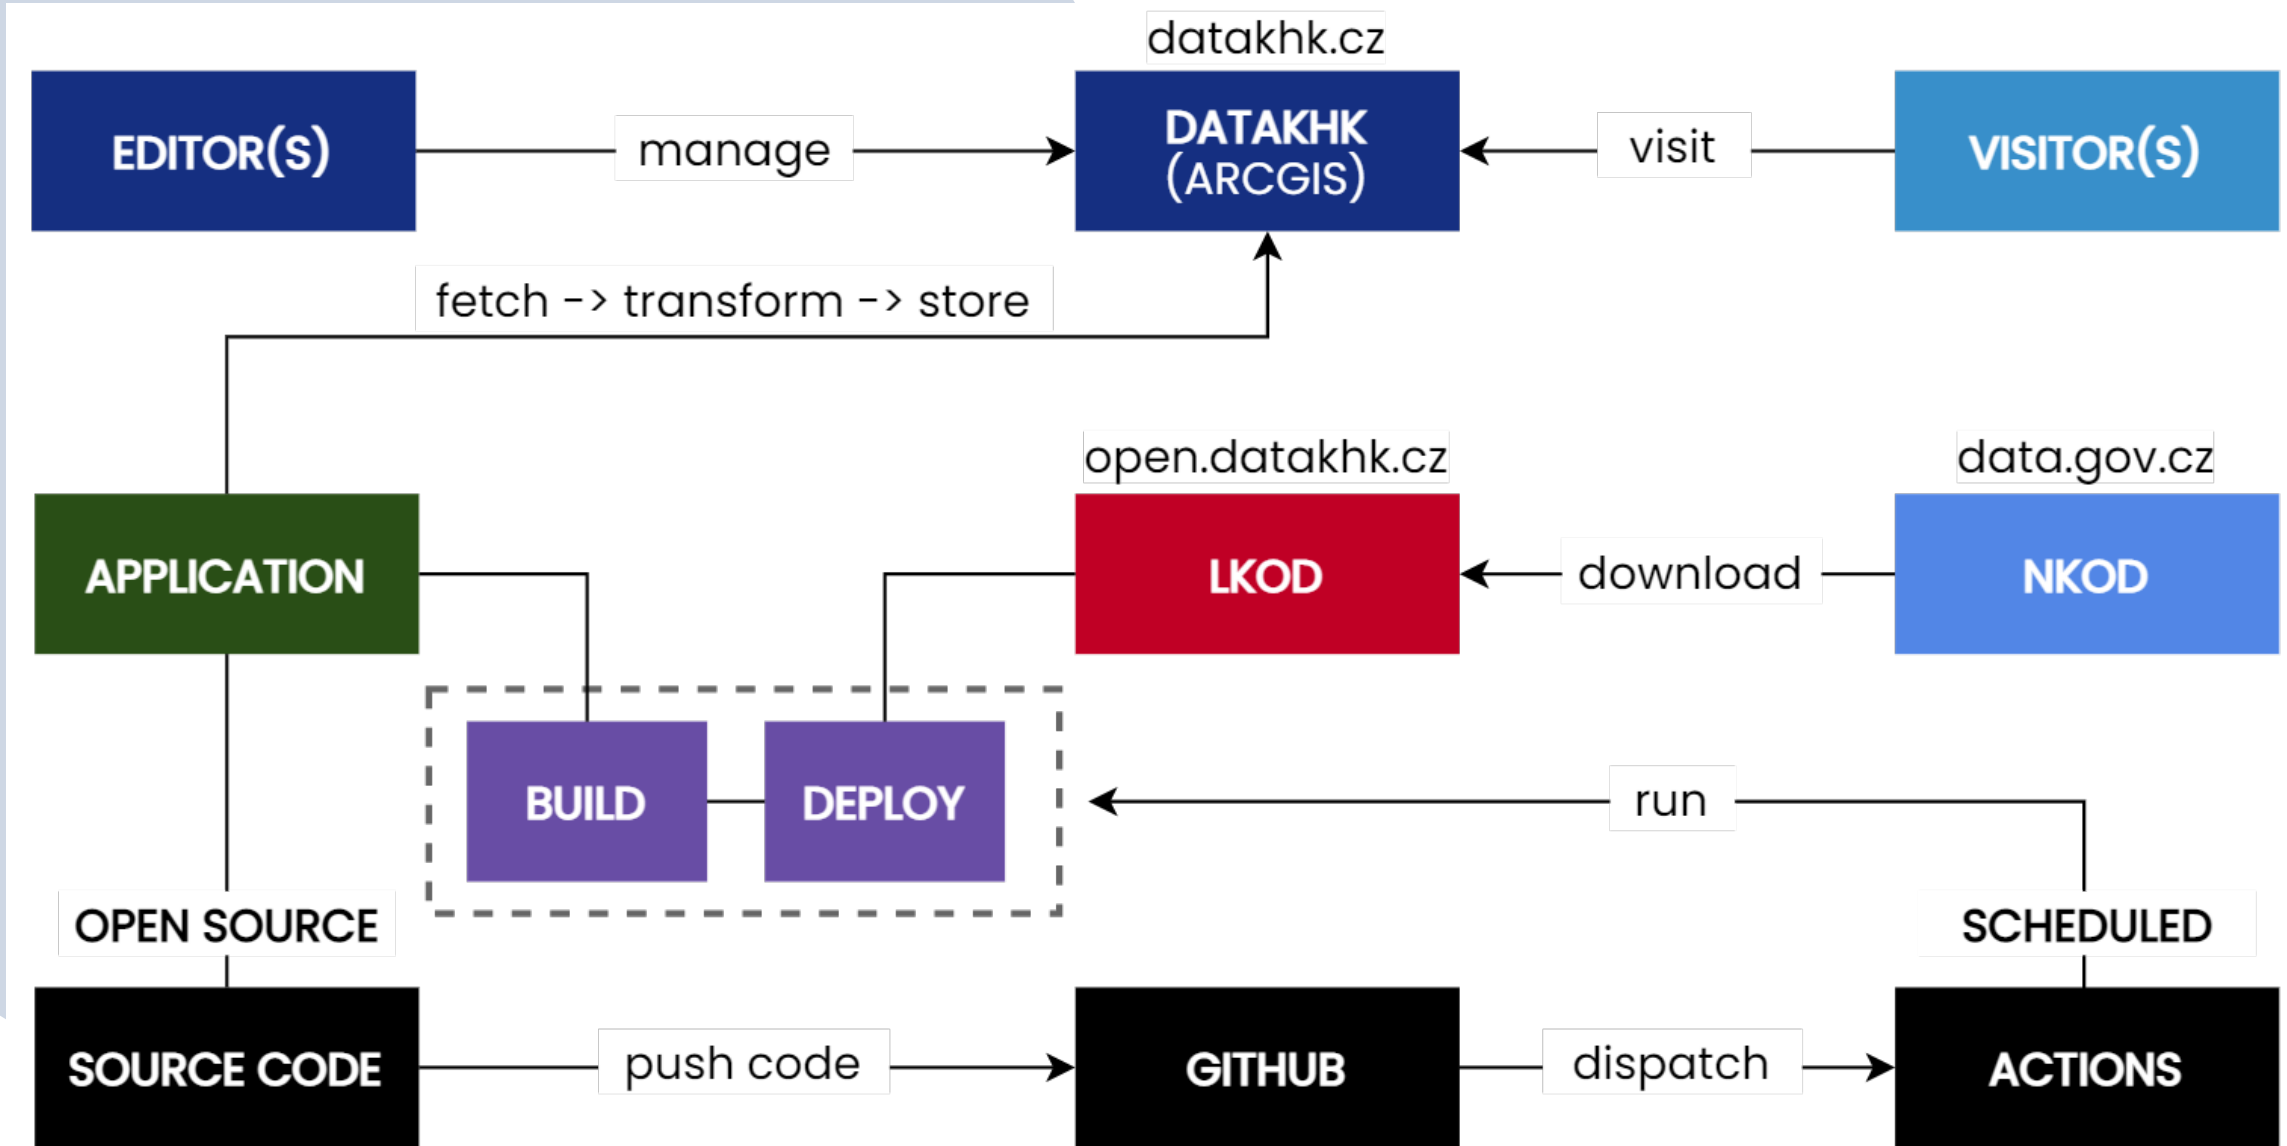 datakhk.cz
EDITOR(S)
manage
DATAKHK
(ARCGIS)
visit
VISITOR(S)
fetch -> transform -> store
open.datakhk.cz
data.gov.cz
APPLICATION
LKOD
download
NKOD
BUILD
DEPLOY
run
OPEN SOURCE
SCHEDULED
SOURCE CODE
push code
GITHUB
dispatch
ACTIONS